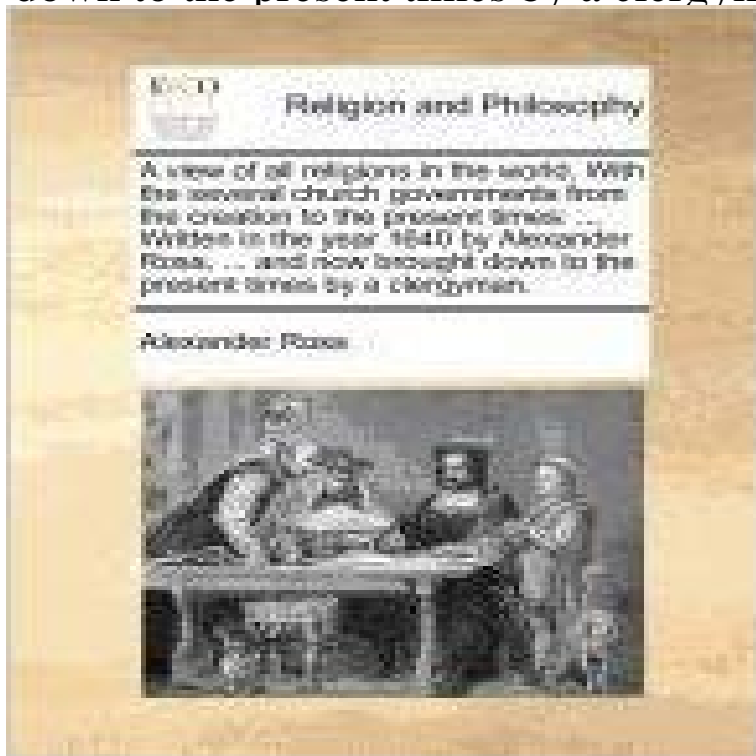 down to the present times by a clergym
ECCO
Religion and Philosophy
A view of all religions in the world. With
the several church governments from
the creation to the present times: ...
Written in the year 1640 by Alexander
Ross, ... and now brought down to the
present times by a clergyman.
Alexander Ross